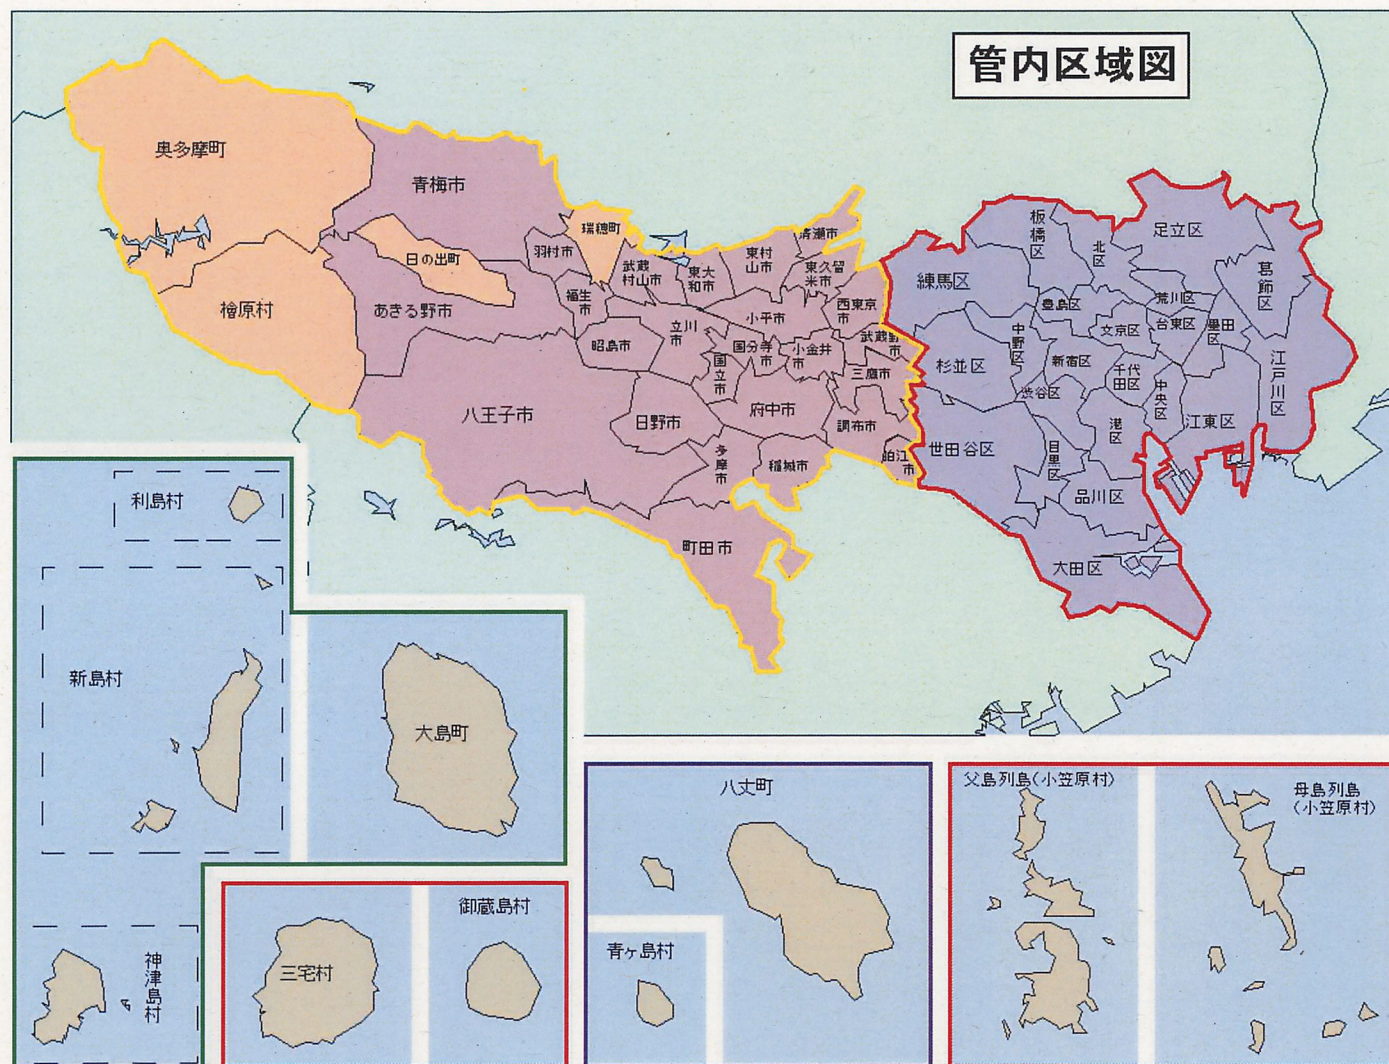 管内区域図
奥多摩町
青梅市
瑞穂町
日の出町
羽村市
檜原村
あきる野市
福生
市
武蔵
村山市
東大
和市
東村
山市
清瀬市
東久留
米市
西東京
市
小平市
立川
市
昭島市
国分寺
市
国
立
市
小金井
市
武蔵野
市
三鷹市
八王子市
日野市
府中市
調布市
狛江
市
多
摩
市
稲城市
町田市
板
橋
区
北
区
足立区
葛
飾
区
練馬区
豊島区
荒川区
文京区
台東区
墨田
区
中
野
区
杉並区
新宿区
千代
田区
中
央
区
江
戸
川
区
渋谷区
港
区
江東区
世田谷区
目
黒
区
品川区
大田区
利島村
新島村
大島町
神
津
島
村
三宅村
御蔵島村
八丈町
青ヶ島村
父島列島(小笠原村)
母島列島
(小笠原村)